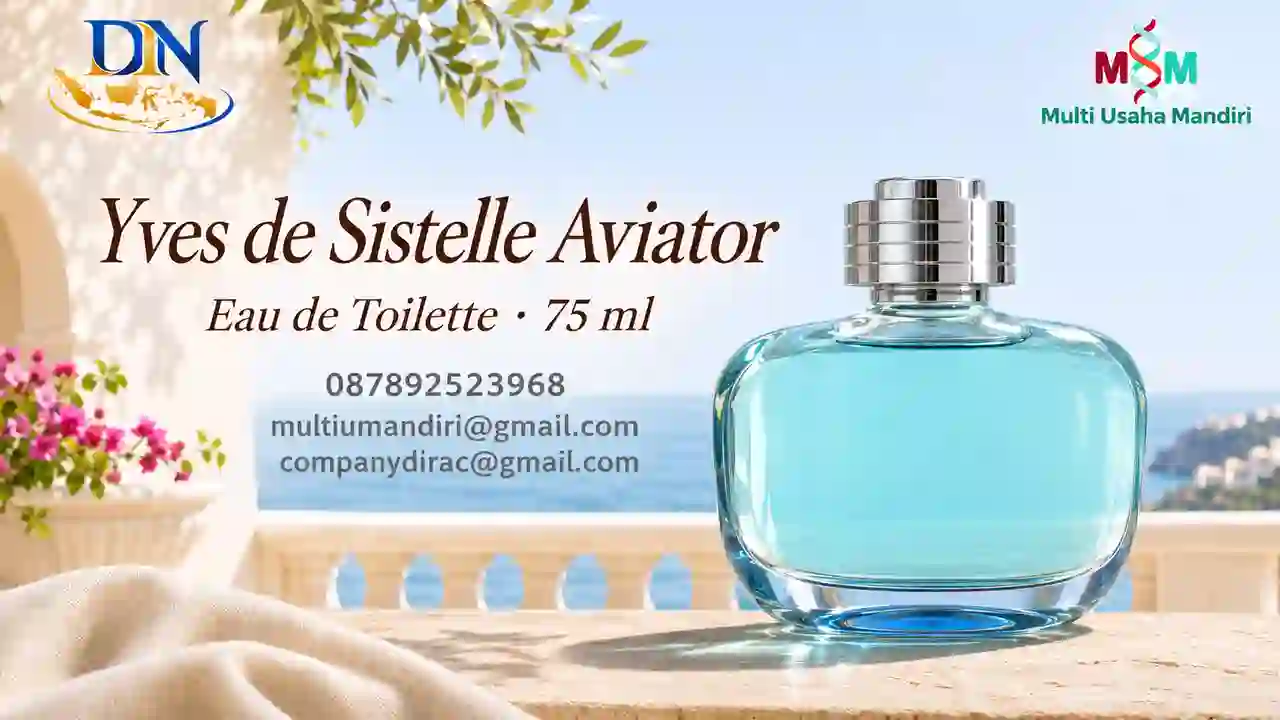 DN
MSM
Multi Usaha Mandiri
Yves de Sistelle Aviator
Eau de Toilette · 75 ml
087892523968
multiumandiri@gmail.com
companydirac@gmail.com